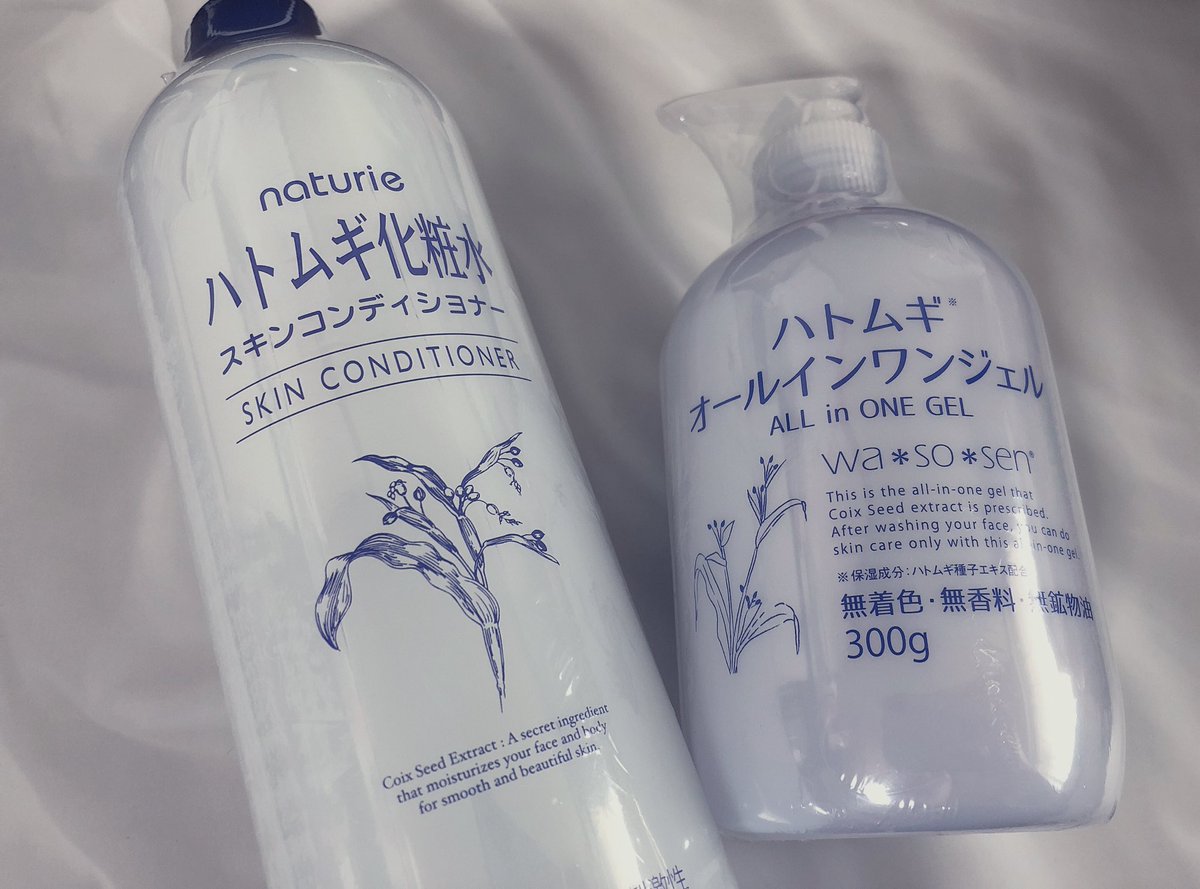 naturie
ハトムギ化粧水
スキンコンディショナー
SKIN CONDITIONER
Coix Seed Extract : A secret ingredient
that moisturizes your face and body
for smooth and beautiful skin.
激性
ハトムギ※
オールインワンジェル
ALL in ONE GEL
wa*so*sen®
This is the all-in-one gel that
Coix Seed extract is prescribed.
After washing your face, you can do
skin care only with this all-in-one gel.
※保湿成分：ハトムギ種子エキス配合
無着色・無香料・無鉱物油
300g